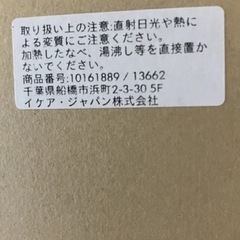 取り扱い上の注意:直射日光や熱に
よる変質にご注意ください。
加熱したなべ、湯沸し等を直接置か
ないでください。
商品番号:10161889 / 13662
千葉県船橋市浜町2-3-30 5F
イケア・ジャパン株式会社